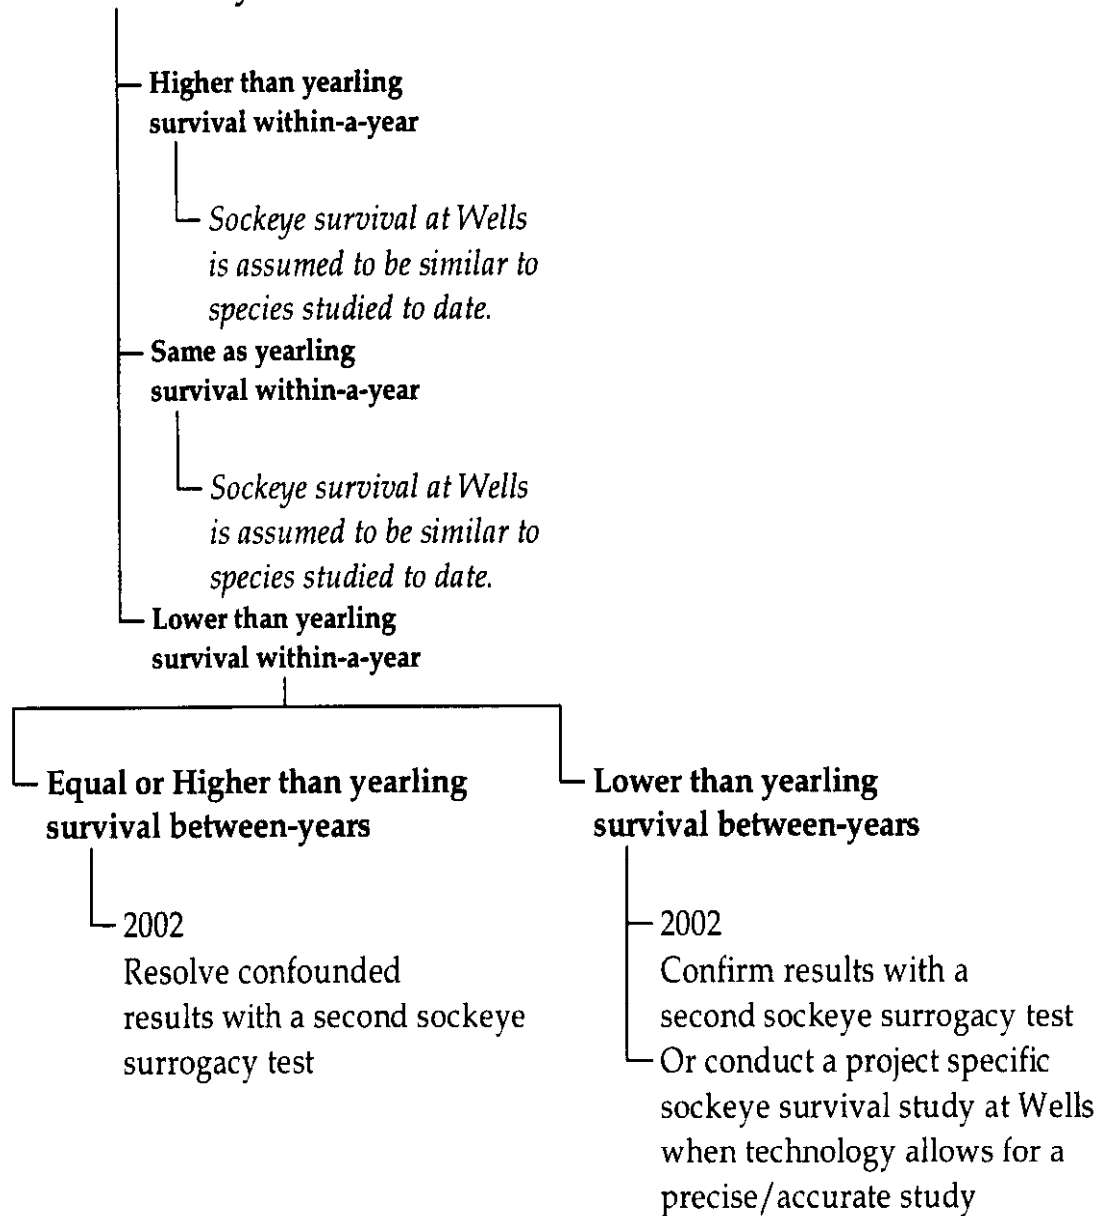 Higher than yearling
survival within-a-year
Sockeye survival at Wells
is assumed to be similar to
species studied to date.
Same as yearling
survival within-a-year
Sockeye survival at Wells
is assumed to be similar to
species studied to date.
Lower than yearling
survival within-a-year
Equal or Higher than yearling
survival between-years
2002
Resolve confounded
results with a second sockeye
surrogacy test
Lower than yearling
survival between-years
2002
Confirm results with a
second sockeye surrogacy test
Or conduct a project specific
sockeye survival study at Wells
when technology allows for a
precise/accurate study